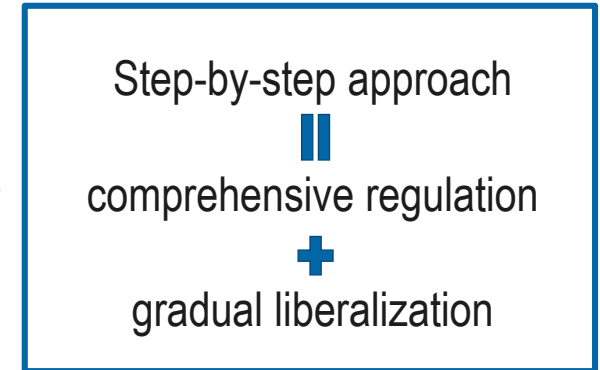 Step-by-step approach
comprehensive regulation
gradual liberalization